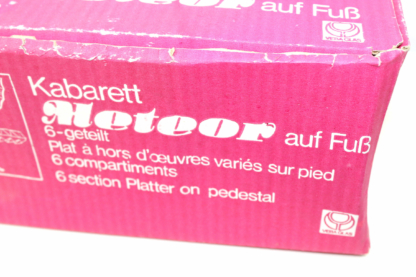 auf Fuß
Kabarett
Meteor auf Fuß
6-geteilt
Plat à hors d'œuvres variés sur pied
6 compartiments
6 section Platter on pedestal